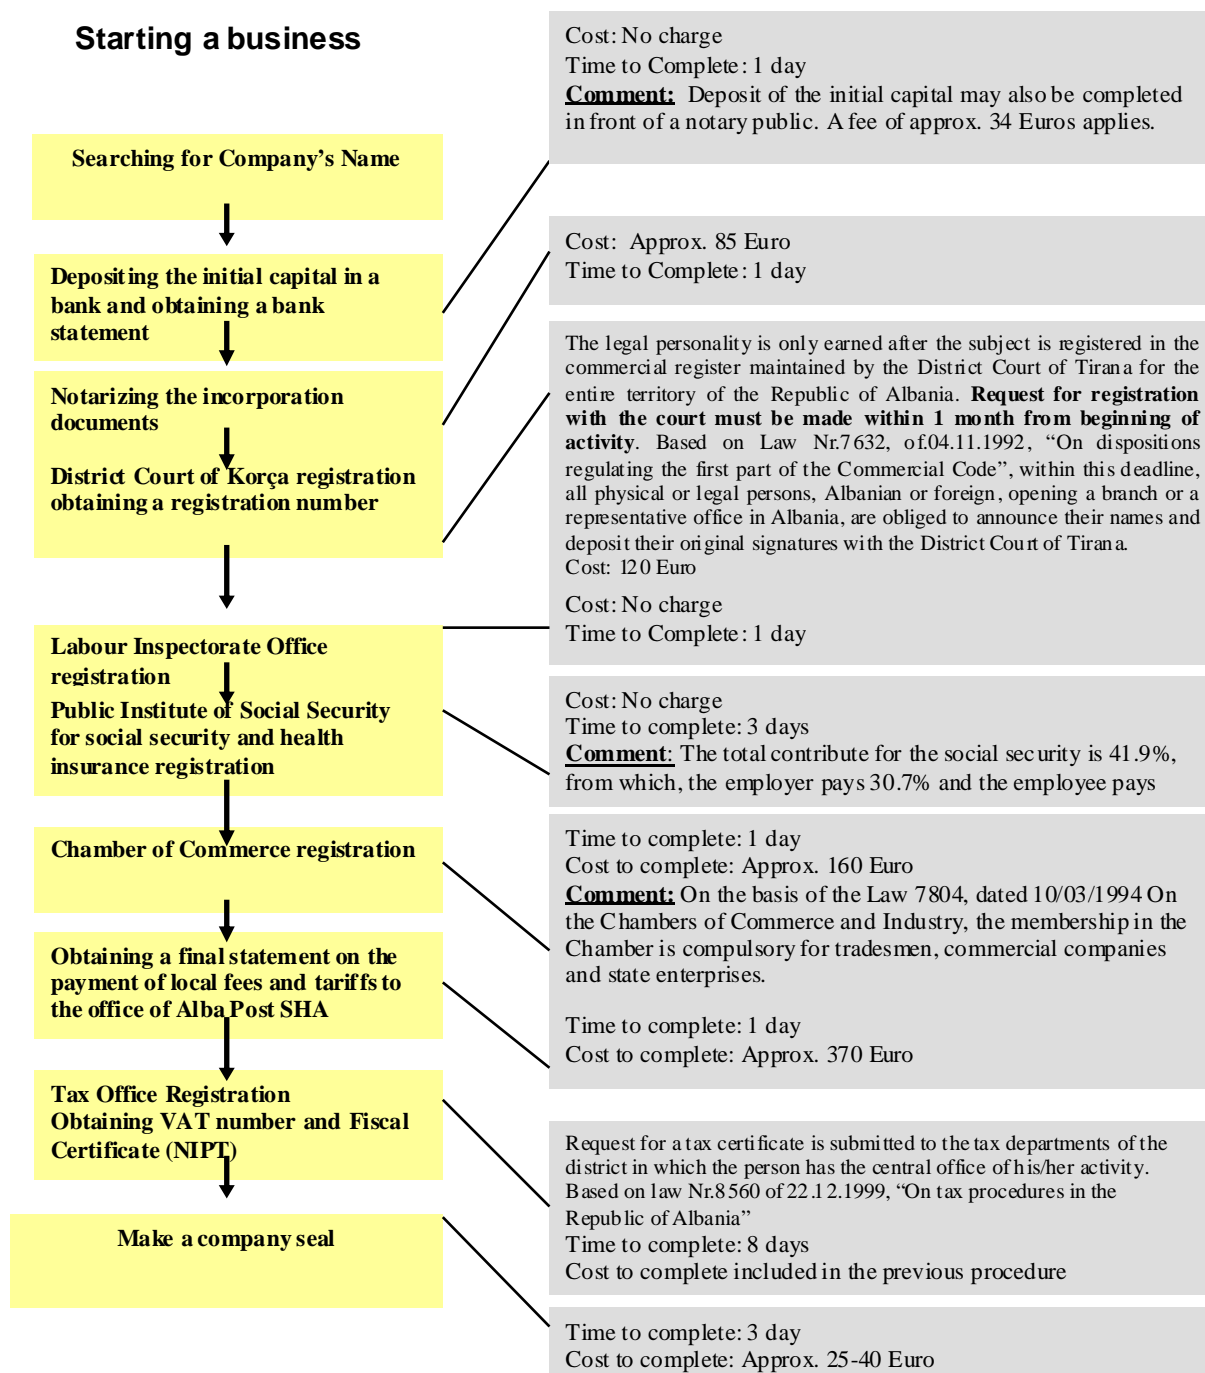 Starting a business
Searching for Company's Name
Depositing the initial capital in a
bank and obtaining a bank
statement
Notarizing the incorporation
documents
District Court of Korça registration
obtaining a registration number
Labour Inspectorate Office
registration
Public Institute of Social Security
for social security and health
insurance registration
Chamber of Commerce registration
Obtaining a final statement on the
payment of local fees and tariffs to
the office of Alba Post SHA
Tax Office Registration
Obtaining VAT number and Fiscal
Certificate (NIPT)
Make a company seal
Cost: No charge
Time to Complete: 1 day
Comment: Deposit of the initial capital may also be completed
in front of a notary public. A fee of approx. 34 Euros applies.
Cost: Approx. 85 Euro
Time to Complete: 1 day
The legal personality is only earned after the subject is registered in the
commercial register maintained by the District Court of Tirana for the
entire territory of the Republic of Albania. Request for registration
with the court must be made within 1 month from beginning of
activity. Based on Law Nr.7632, of.04.11.1992, “On dispositions
regulating the first part of the Commercial Code”, within this deadline,
all physical or legal persons, Albanian or foreign, opening a branch or a
representative office in Albania, are obliged to announce their names and
deposit their original signatures with the District Court of Tirana.
Cost: 120 Euro
Cost: No charge
Time to Complete: 1 day
Cost: No charge
Time to complete: 3 days
Comment: The total contribute for the social security is 41.9%,
from which, the employer pays 30.7% and the employee pays
Time to complete: 1 day
Cost to complete: Approx. 160 Euro
Comment: On the basis of the Law 7804, dated 10/03/1994 On
the Chambers of Commerce and Industry, the membership in the
Chamber is compulsory for tradesmen, commercial companies
and state enterprises.
Time to complete: 1 day
Cost to complete: Approx. 370 Euro
Request for a tax certificate is submitted to the tax departments of the
district in which the person has the central office of his/her activity.
Based on law Nr.8560 of 22.12.1999, “On tax procedures in the
Republic of Albania”
Time to complete: 8 days
Cost to complete included in the previous procedure
Time to complete: 3 day
Cost to complete: Approx. 25-40 Euro